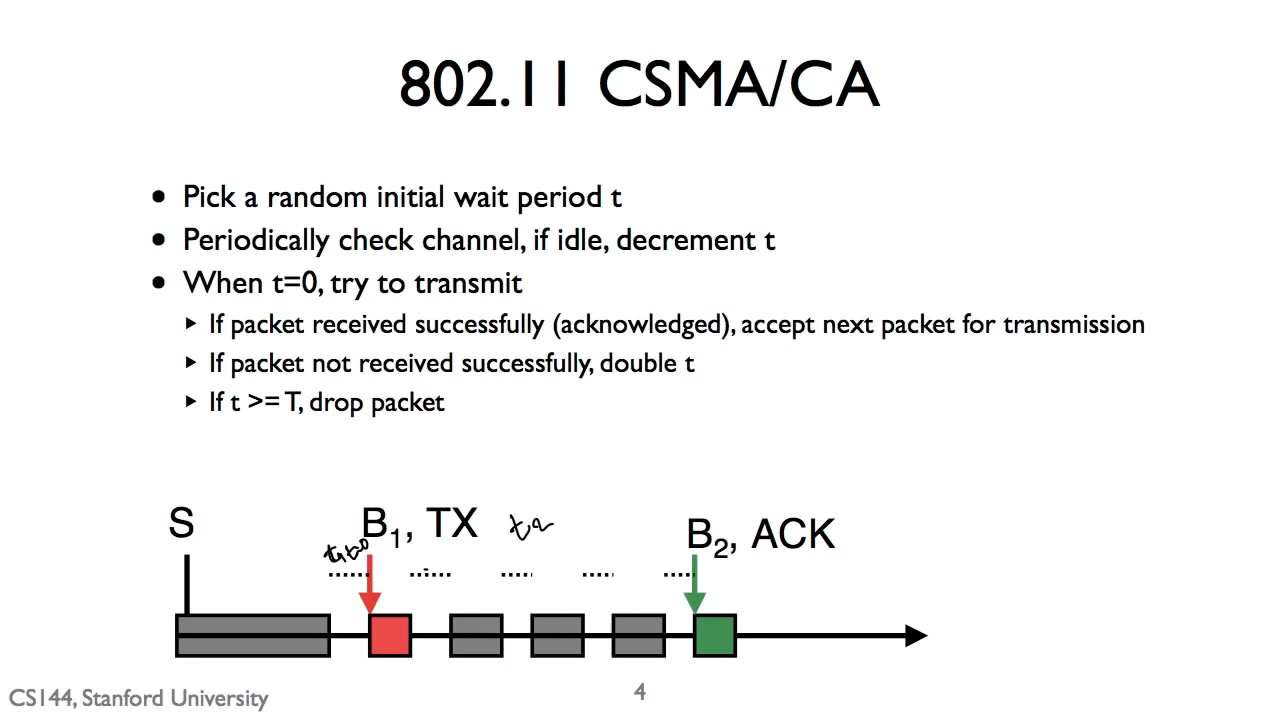 802.11 CSMA/CA
• Pick a random initial wait period t
• Periodically check channel, if idle, decrement t
• When t=0, try to transmit
‣ If packet received successfully (acknowledged), accept next packet for transmission
‣ If packet not received successfully, double t
‣ If t >= T, drop packet
S
B₁, TX
t2
B₂, ACK
CS144, Stanford University
4